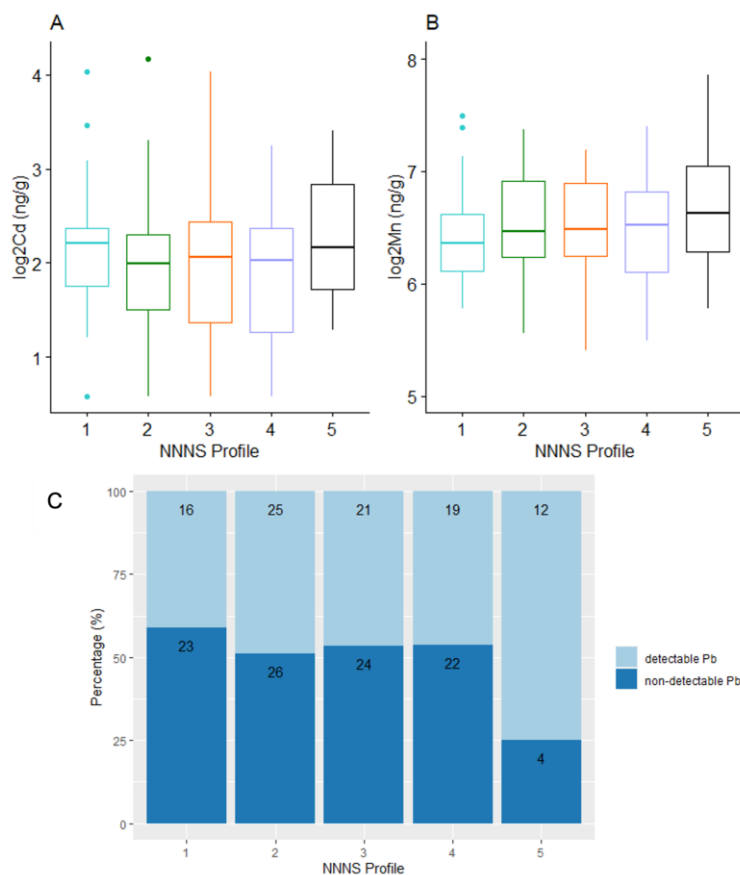 A
log2Cd (ng/g)
4
3
2
1
1 2 3 4 5
NNNS Profile
B
log2Mn (ng/g)
8
7
6
5
1 2 3 4 5
NNNS Profile
C
Percentage (%)
100
75
50
25
0
16 25 21 19 12
23 26 24 22 4
1 2 3 4 5
NNNS Profile
detectable Pb
non-detectable Pb